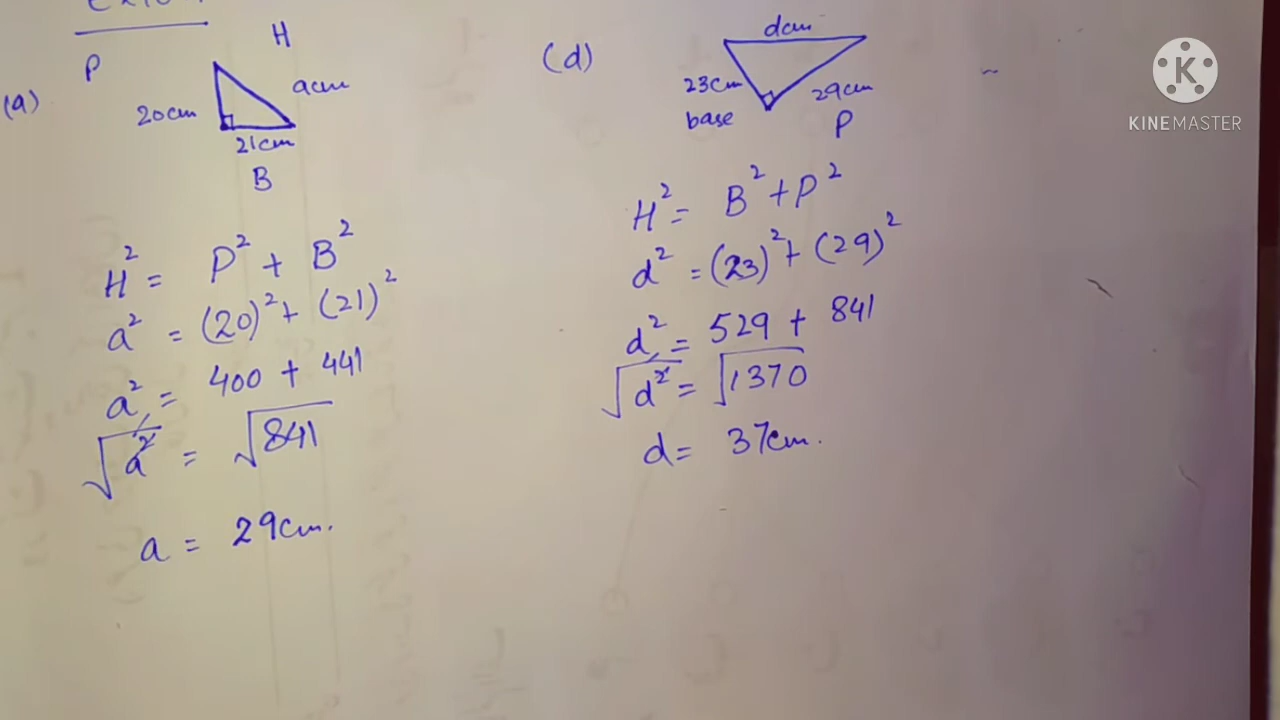 P
H
(a)
20cm
acm
21cm
B
H² = P² + B²
a² = (20)² + (21)²
a² = 400 + 441
√a² = √841
a = 29cm.
(d)
dcm
23cm
29cm
base
P
H² = B² + P²
d² = (23)² + (29)²
d² = 529 + 841
√d² = √1370
d = 37cm.
K
KINEMASTER